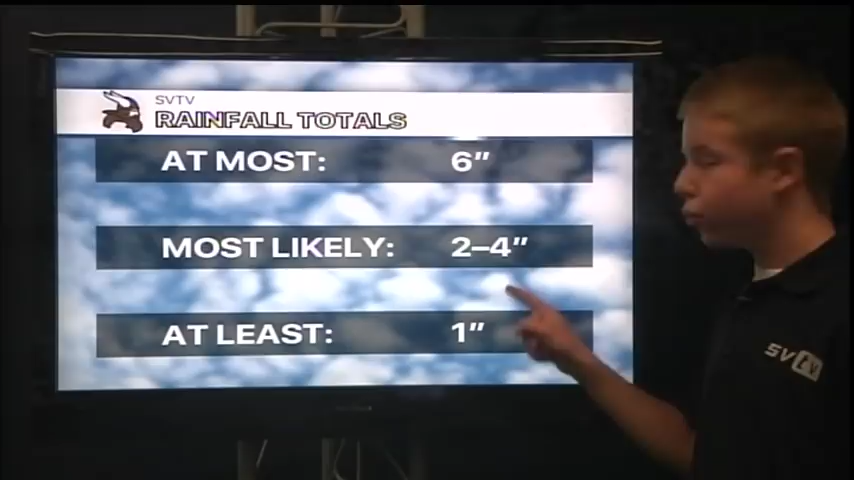 SVTV
RAINFALL TOTALS
AT MOST: 6"
MOST LIKELY: 2–4"
AT LEAST: 1"
SVTV